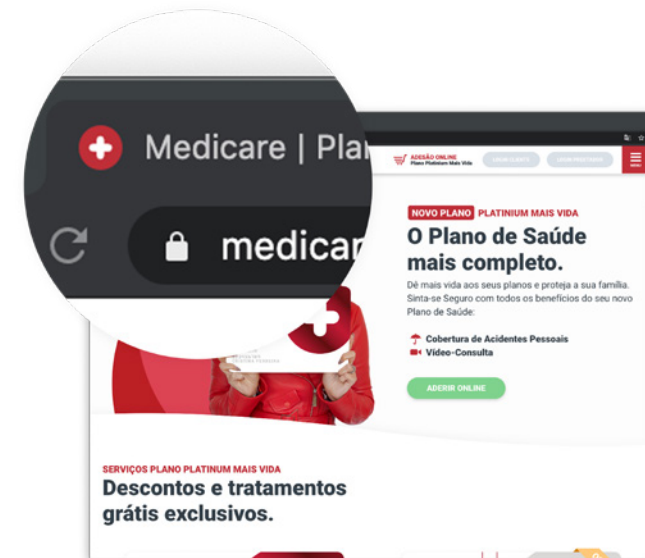 Medicare | Pla
medicar
ADESÃO ONLINE
Plano Platinium Mais Vida
MENU
NOVO PLANO PLATINIUM MAIS VIDA
O Plano de Saúde
mais completo.
Dê mais vida aos seus planos e proteja a sua família.
Sinta-se Seguro com todos os benefícios do seu novo
Plano de Saúde:
Cobertura de Acidentes Pessoais
Vídeo-Consulta
ADERIR ONLINE
SERVIÇOS PLANO PLATINUM MAIS VIDA
Descontos e tratamentos
grátis exclusivos.